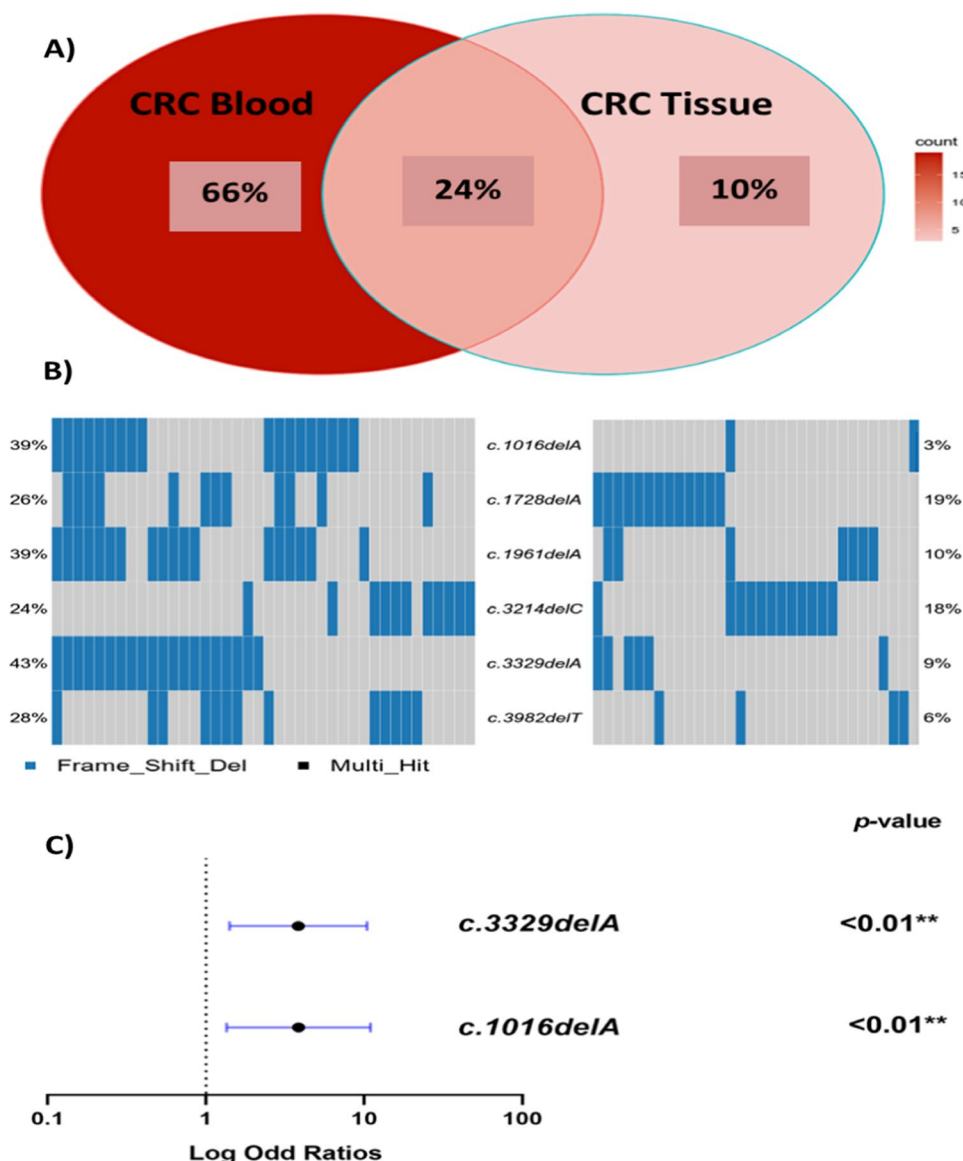 A)
CRC Blood
CRC Tissue
66%
24%
10%
count
15
10
5
B)
39% c.1016delA 3%
26% c.1728delA 19%
39% c.1961delA 10%
24% c.3214delC 18%
43% c.3329delA 9%
28% c.3982delT 6%
Frame_Shift_Del Multi_Hit
p-value
C)
c.3329delA <0.01**
c.1016delA <0.01**
0.1 1 10 100
Log Odd Ratios